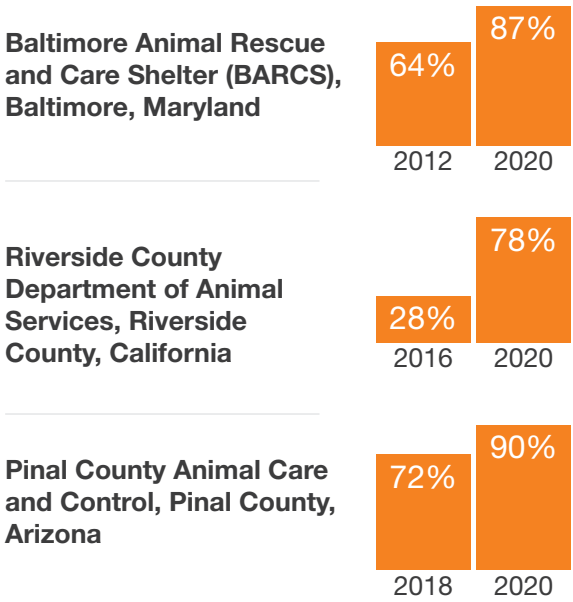 Baltimore Animal Rescue
and Care Shelter (BARCS),
Baltimore, Maryland
64%
87%
2012
2020
Riverside County
Department of Animal
Services, Riverside
County, California
28%
78%
2016
2020
Pinal County Animal Care
and Control, Pinal County,
Arizona
72%
90%
2018
2020